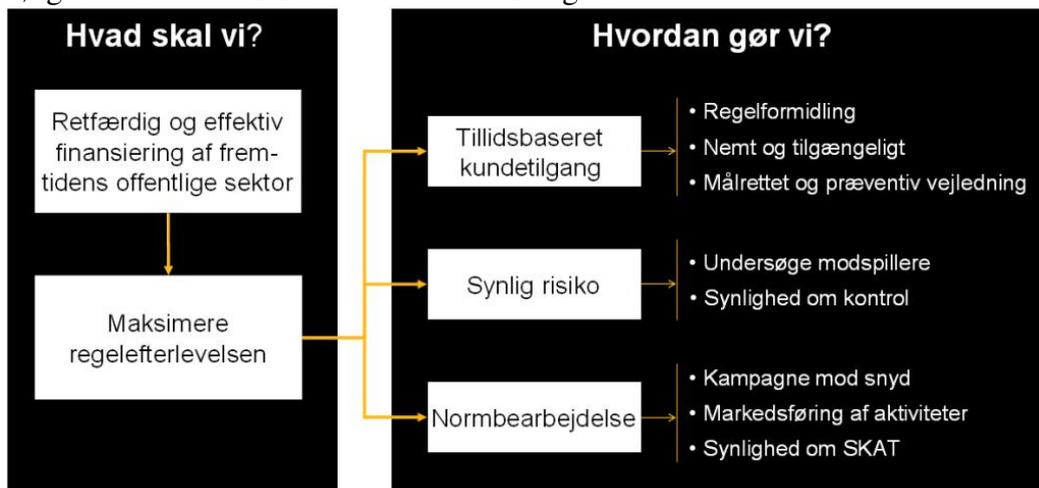 Hvad skal vi?
Retfærdig og effektiv
finansiering af frem-
tidens offentlige sektor
Maksimere
regelefterlevelsen
Hvordan gør vi?
Tillidsbaseret
kundetilgang
• Regelformidling
• Nemt og tilgængeligt
• Målrettet og præventiv vejledning
Synlig risiko
• Undersøge modspillere
• Synlighed om kontrol
Normbearbejdelse
• Kampagne mod snyd
• Markedsføring af aktiviteter
• Synlighed om SKAT